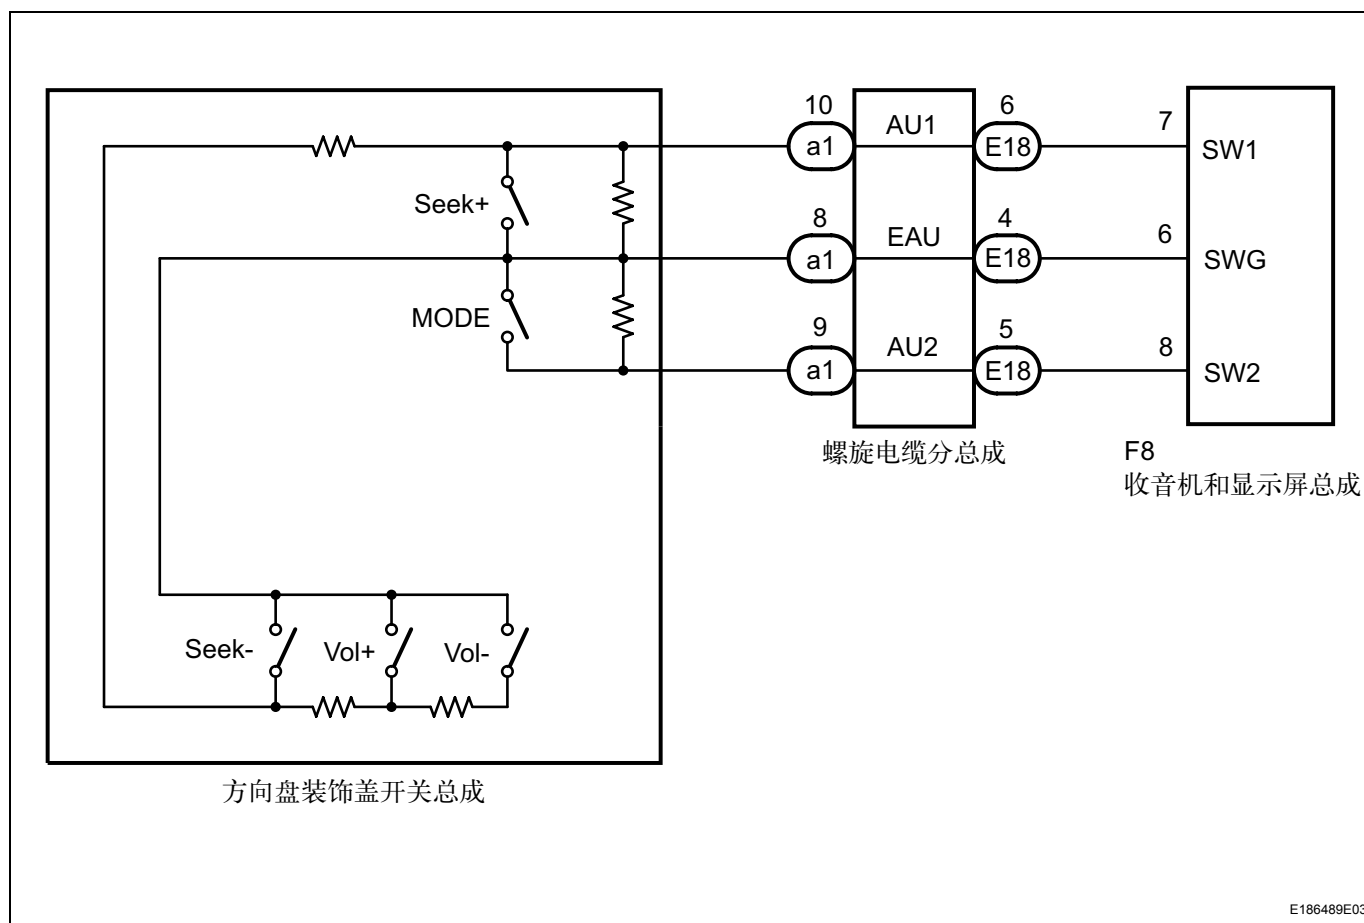 10
AU1
6
7
a1
E18
SW1
Seek+
8
EAU
4
6
a1
E18
SWG
MODE
9
AU2
5
8
a1
E18
SW2
螺旋电缆分总成
F8
收音机和显示屏总成
Seek-
Vol+
Vol-
方向盘装饰盖开关总成
E186489E03